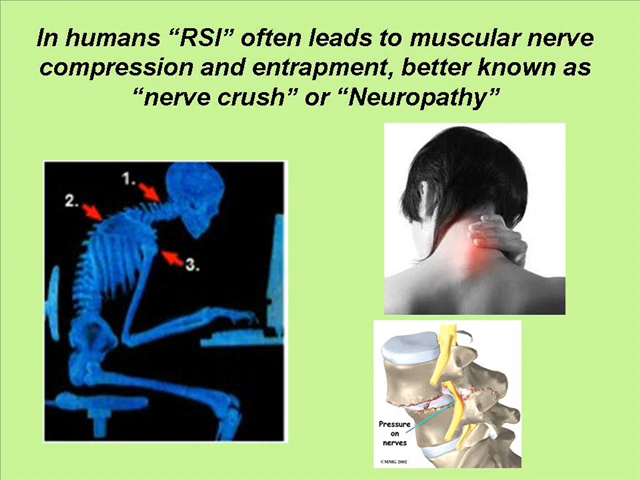 In humans “RSI” often leads to muscular nerve
compression and entrapment, better known as
“nerve crush” or “Neuropathy”
1.
2.
3.
Pressure
on
nerves
©MMG 2002